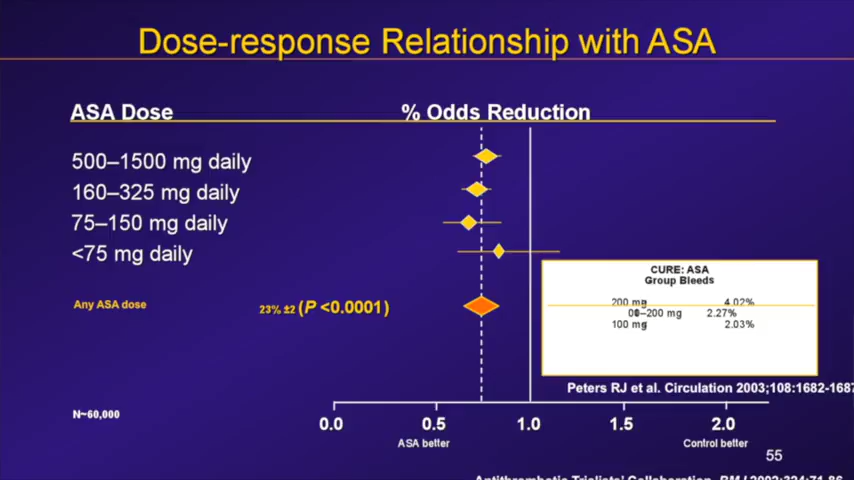 Dose-response Relationship with ASA
ASA Dose % Odds Reduction
500–1500 mg daily
160–325 mg daily
75–150 mg daily
<75 mg daily
CURE: ASA
Group Bleeds
200 mg 4.02%
–200 mg 2.27%
100 mg 2.03%
Any ASA dose 23% ±2 (P <0.0001)
Peters RJ et al. Circulation 2003;108:1682-1687
N~60,000
0.0 0.5 1.0 1.5 2.0
ASA better Control better
55
Antithrombotic Trialists' Collaboration. BMJ 2002;324:71-86